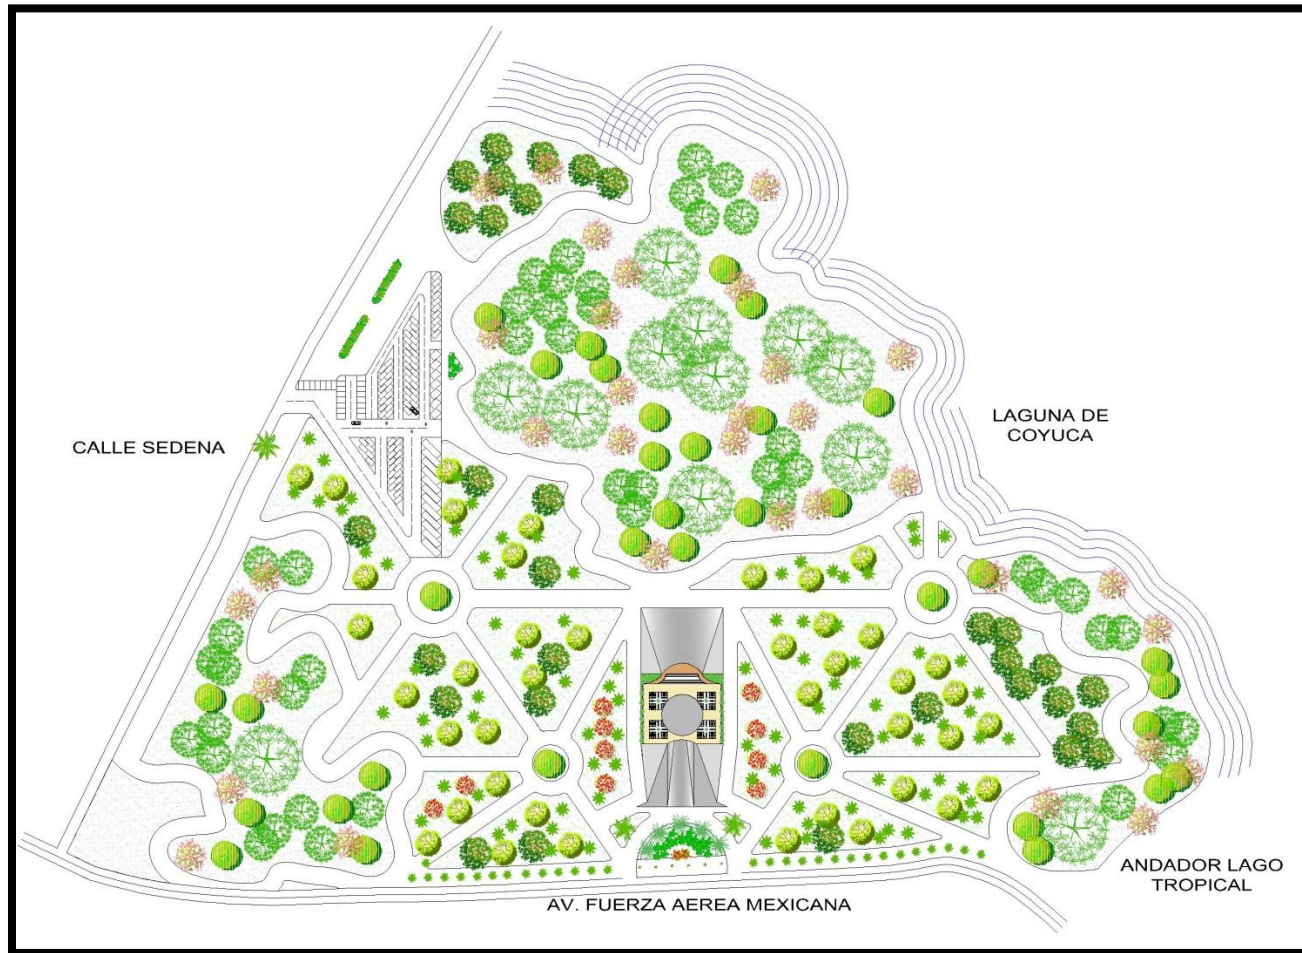 LAGUNA DE
COYUCA
CALLE SEDENA
ANDADOR LAGO
TROPICAL
AV. FUERZA AEREA MEXICANA